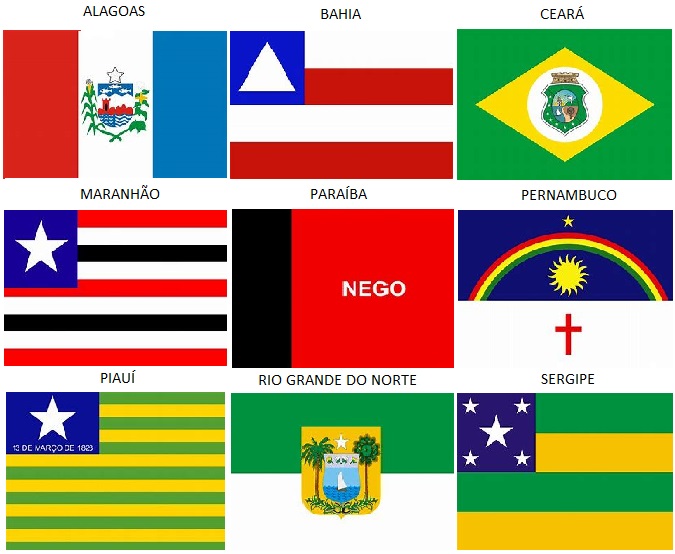 ALAGOAS
BAHIA
CEARÁ
MARANHÃO
PARAÍBA
PERNAMBUCO
NEGO
PIAUÍ
RIO GRANDE DO NORTE
SERGIPE
13 DE MARÇO DE 1823